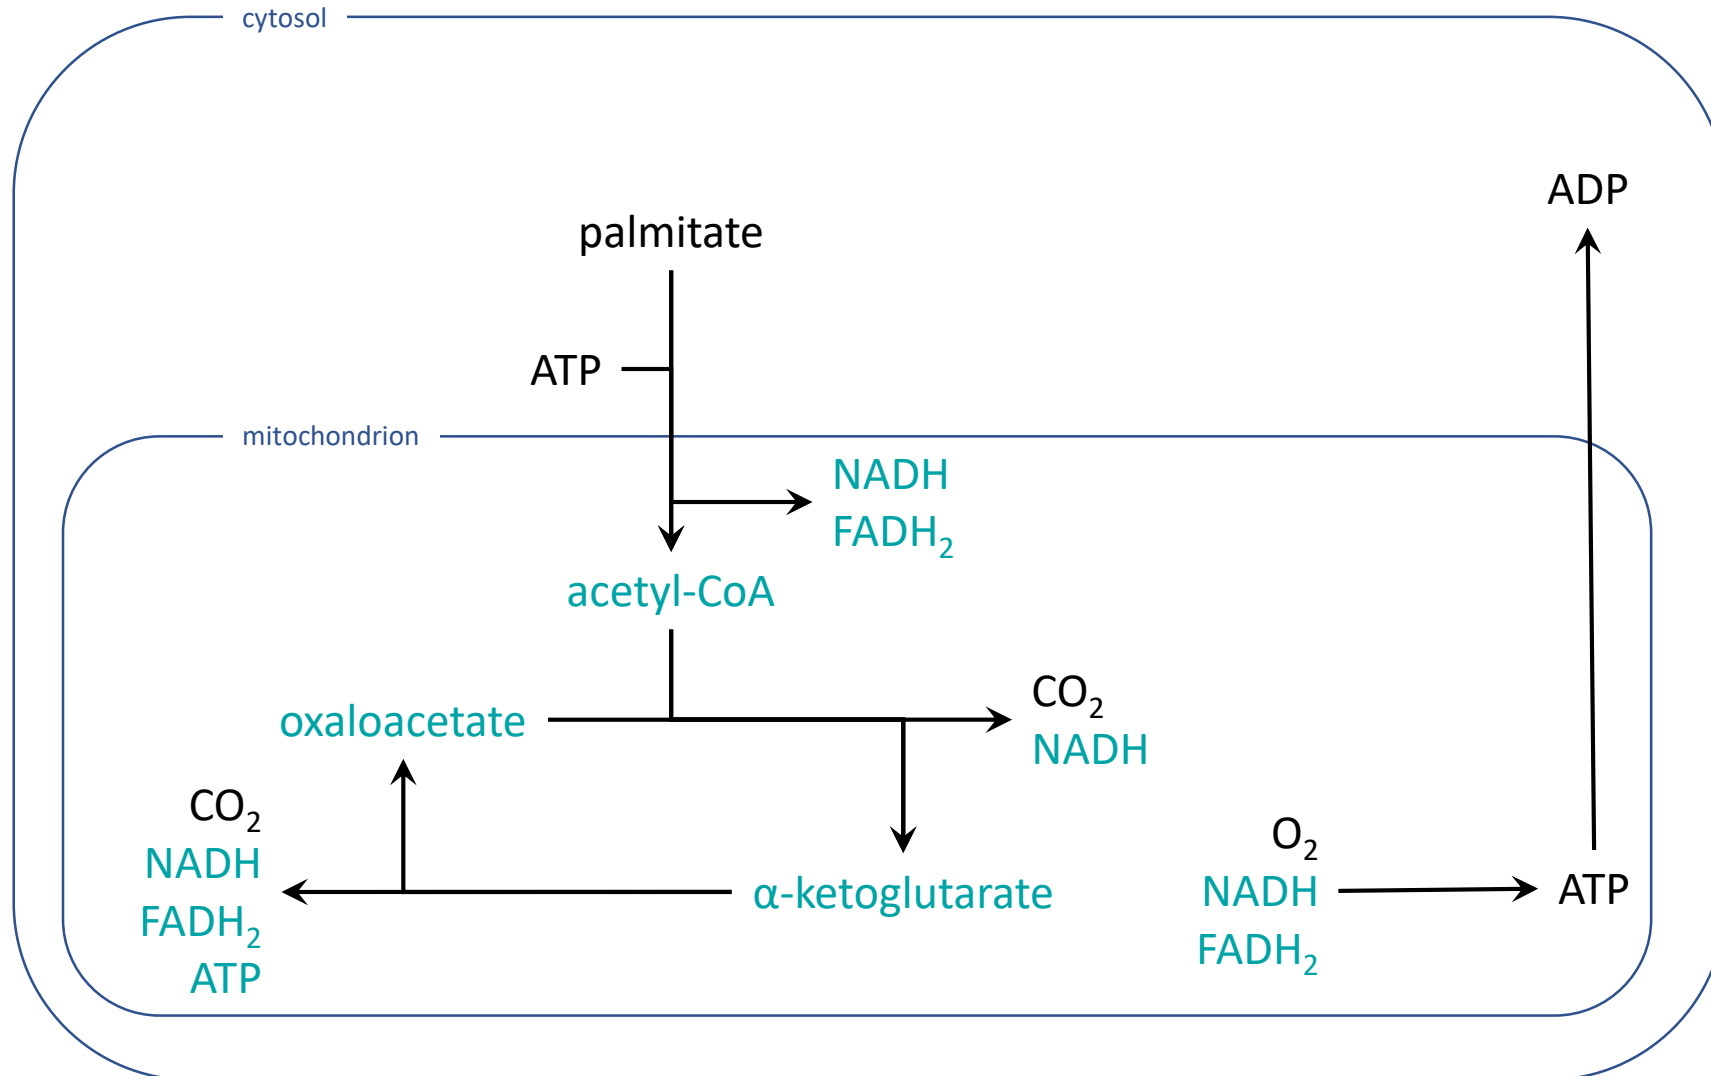 cytosol
ADP
palmitate
ATP
mitochondrion
NADH
FADH₂
acetyl-CoA
oxaloacetate
CO₂
NADH
CO₂
NADH
FADH₂
ATP
α-ketoglutarate
O₂
NADH
FADH₂
ATP